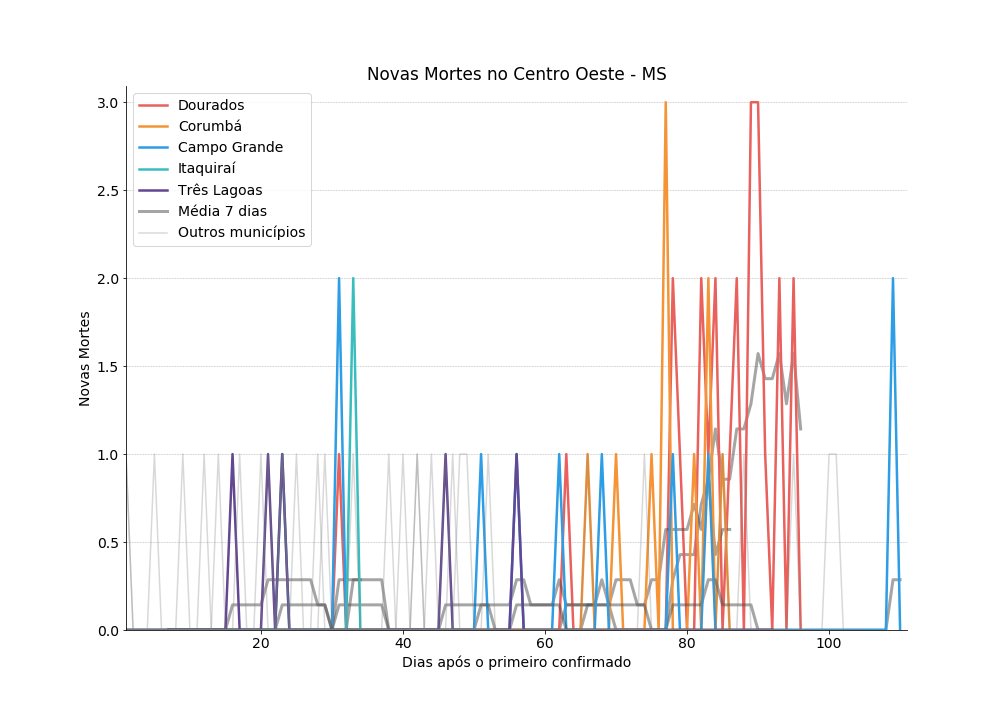 Novas Mortes no Centro Oeste - MS
Dourados
Corumbá
Campo Grande
Itaquiraí
Três Lagoas
Média 7 dias
Outros municípios
3.0
2.5
2.0
1.5
1.0
0.5
0.0
Novas Mortes
20 40 60 80 100
Dias após o primeiro confirmado